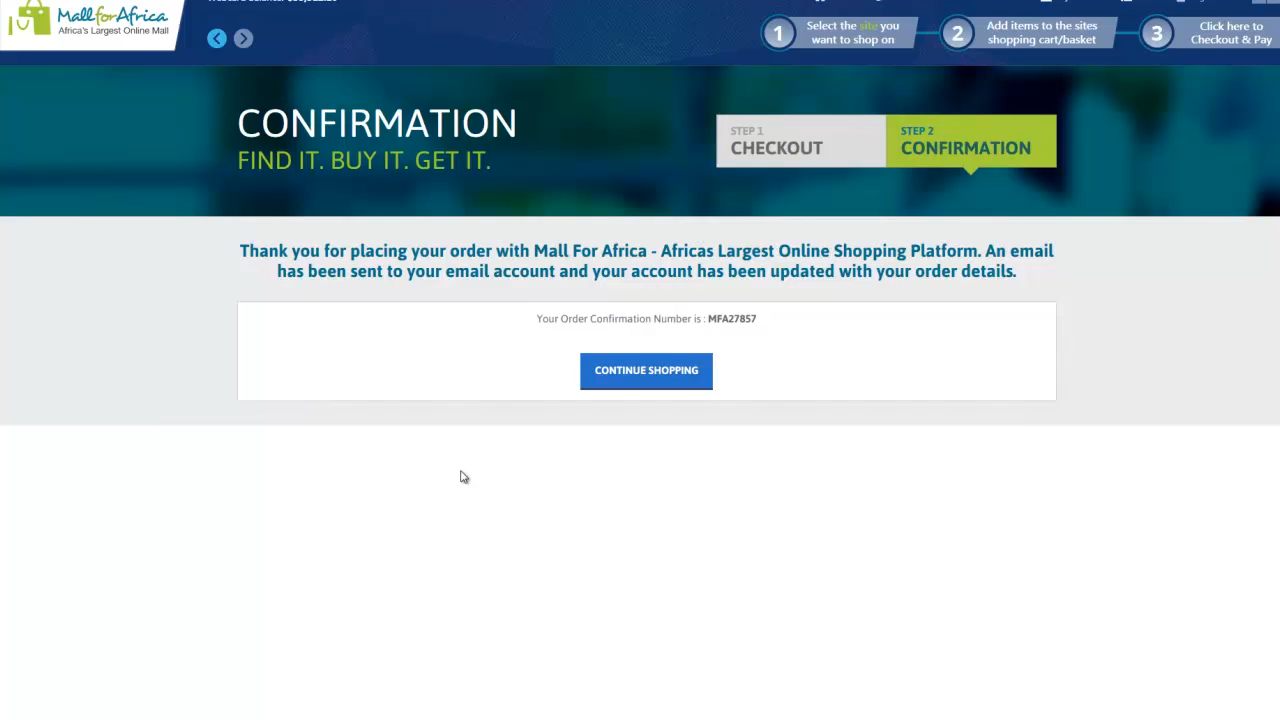 MallforAfrica
Africa's Largest Online Mall
1
Select the site you
want to shop on
2
Add items to the sites
shopping cart/basket
3
Click here to
Checkout & Pay
CONFIRMATION
FIND IT. BUY IT. GET IT.
STEP 1
CHECKOUT
STEP 2
CONFIRMATION
Thank you for placing your order with Mall For Africa - Africas Largest Online Shopping Platform. An email
has been sent to your email account and your account has been updated with your order details.
Your Order Confirmation Number is : MFA27857
CONTINUE SHOPPING